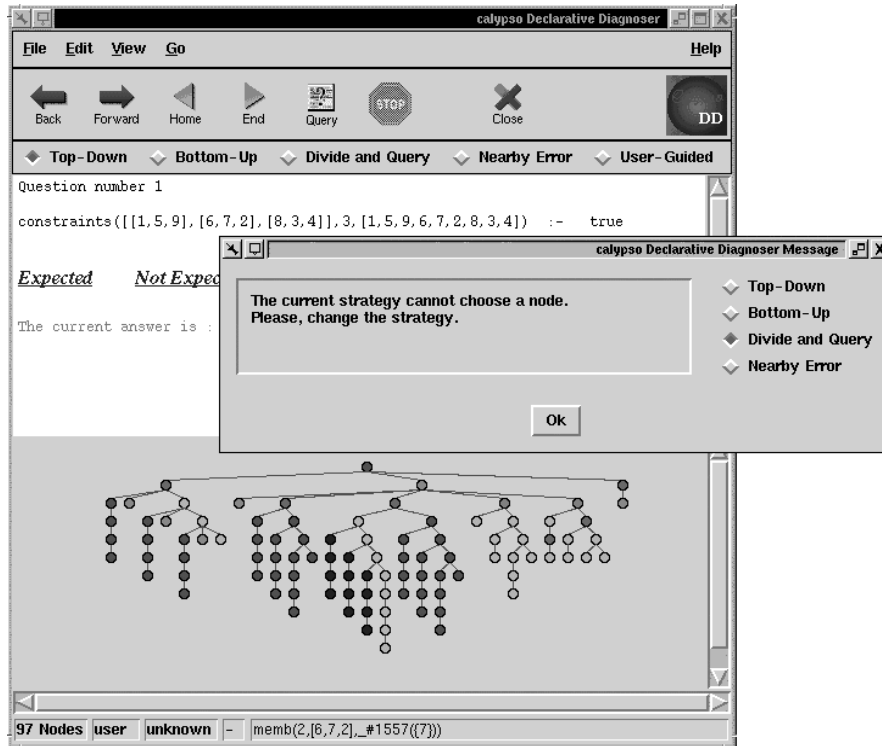 calypso Declarative Diagnoser
File Edit View Go Help
Back Forward Home End Query STOP Close DD
Top-Down Bottom-Up Divide and Query Nearby Error User-Guided
Question number 1
constraints([[1,5,9],[6,7,2],[8,3,4]],3,[1,5,9,6,7,2,8,3,4]) :- true
Expected Not Expec
The current answer is :
calypso Declarative Diagnoser Message
The current strategy cannot choose a node.
Please, change the strategy.
Top-Down
Bottom-Up
Divide and Query
Nearby Error
Ok
97 Nodes user unknown - memb(2,[6,7,2],_#1557({7}))